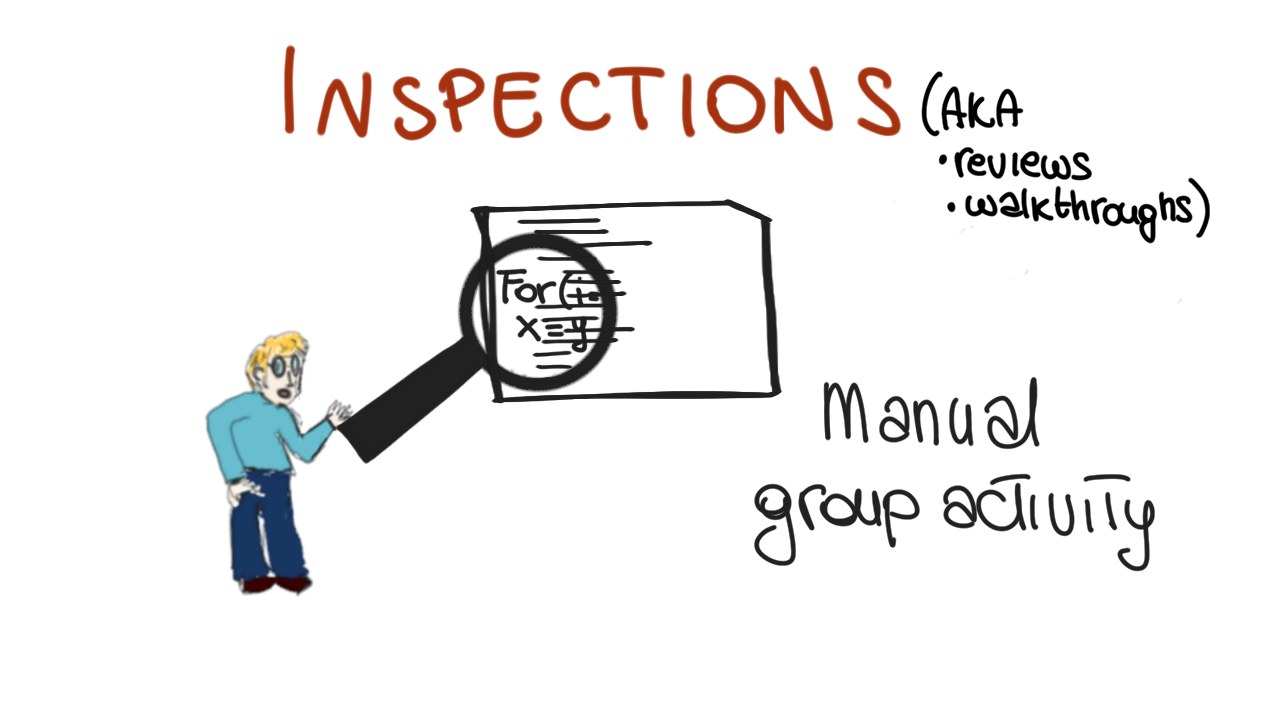 INSPECTIONS (AKA
• reviews
• walkthroughs)
For (i
x = y
Manual
group activity